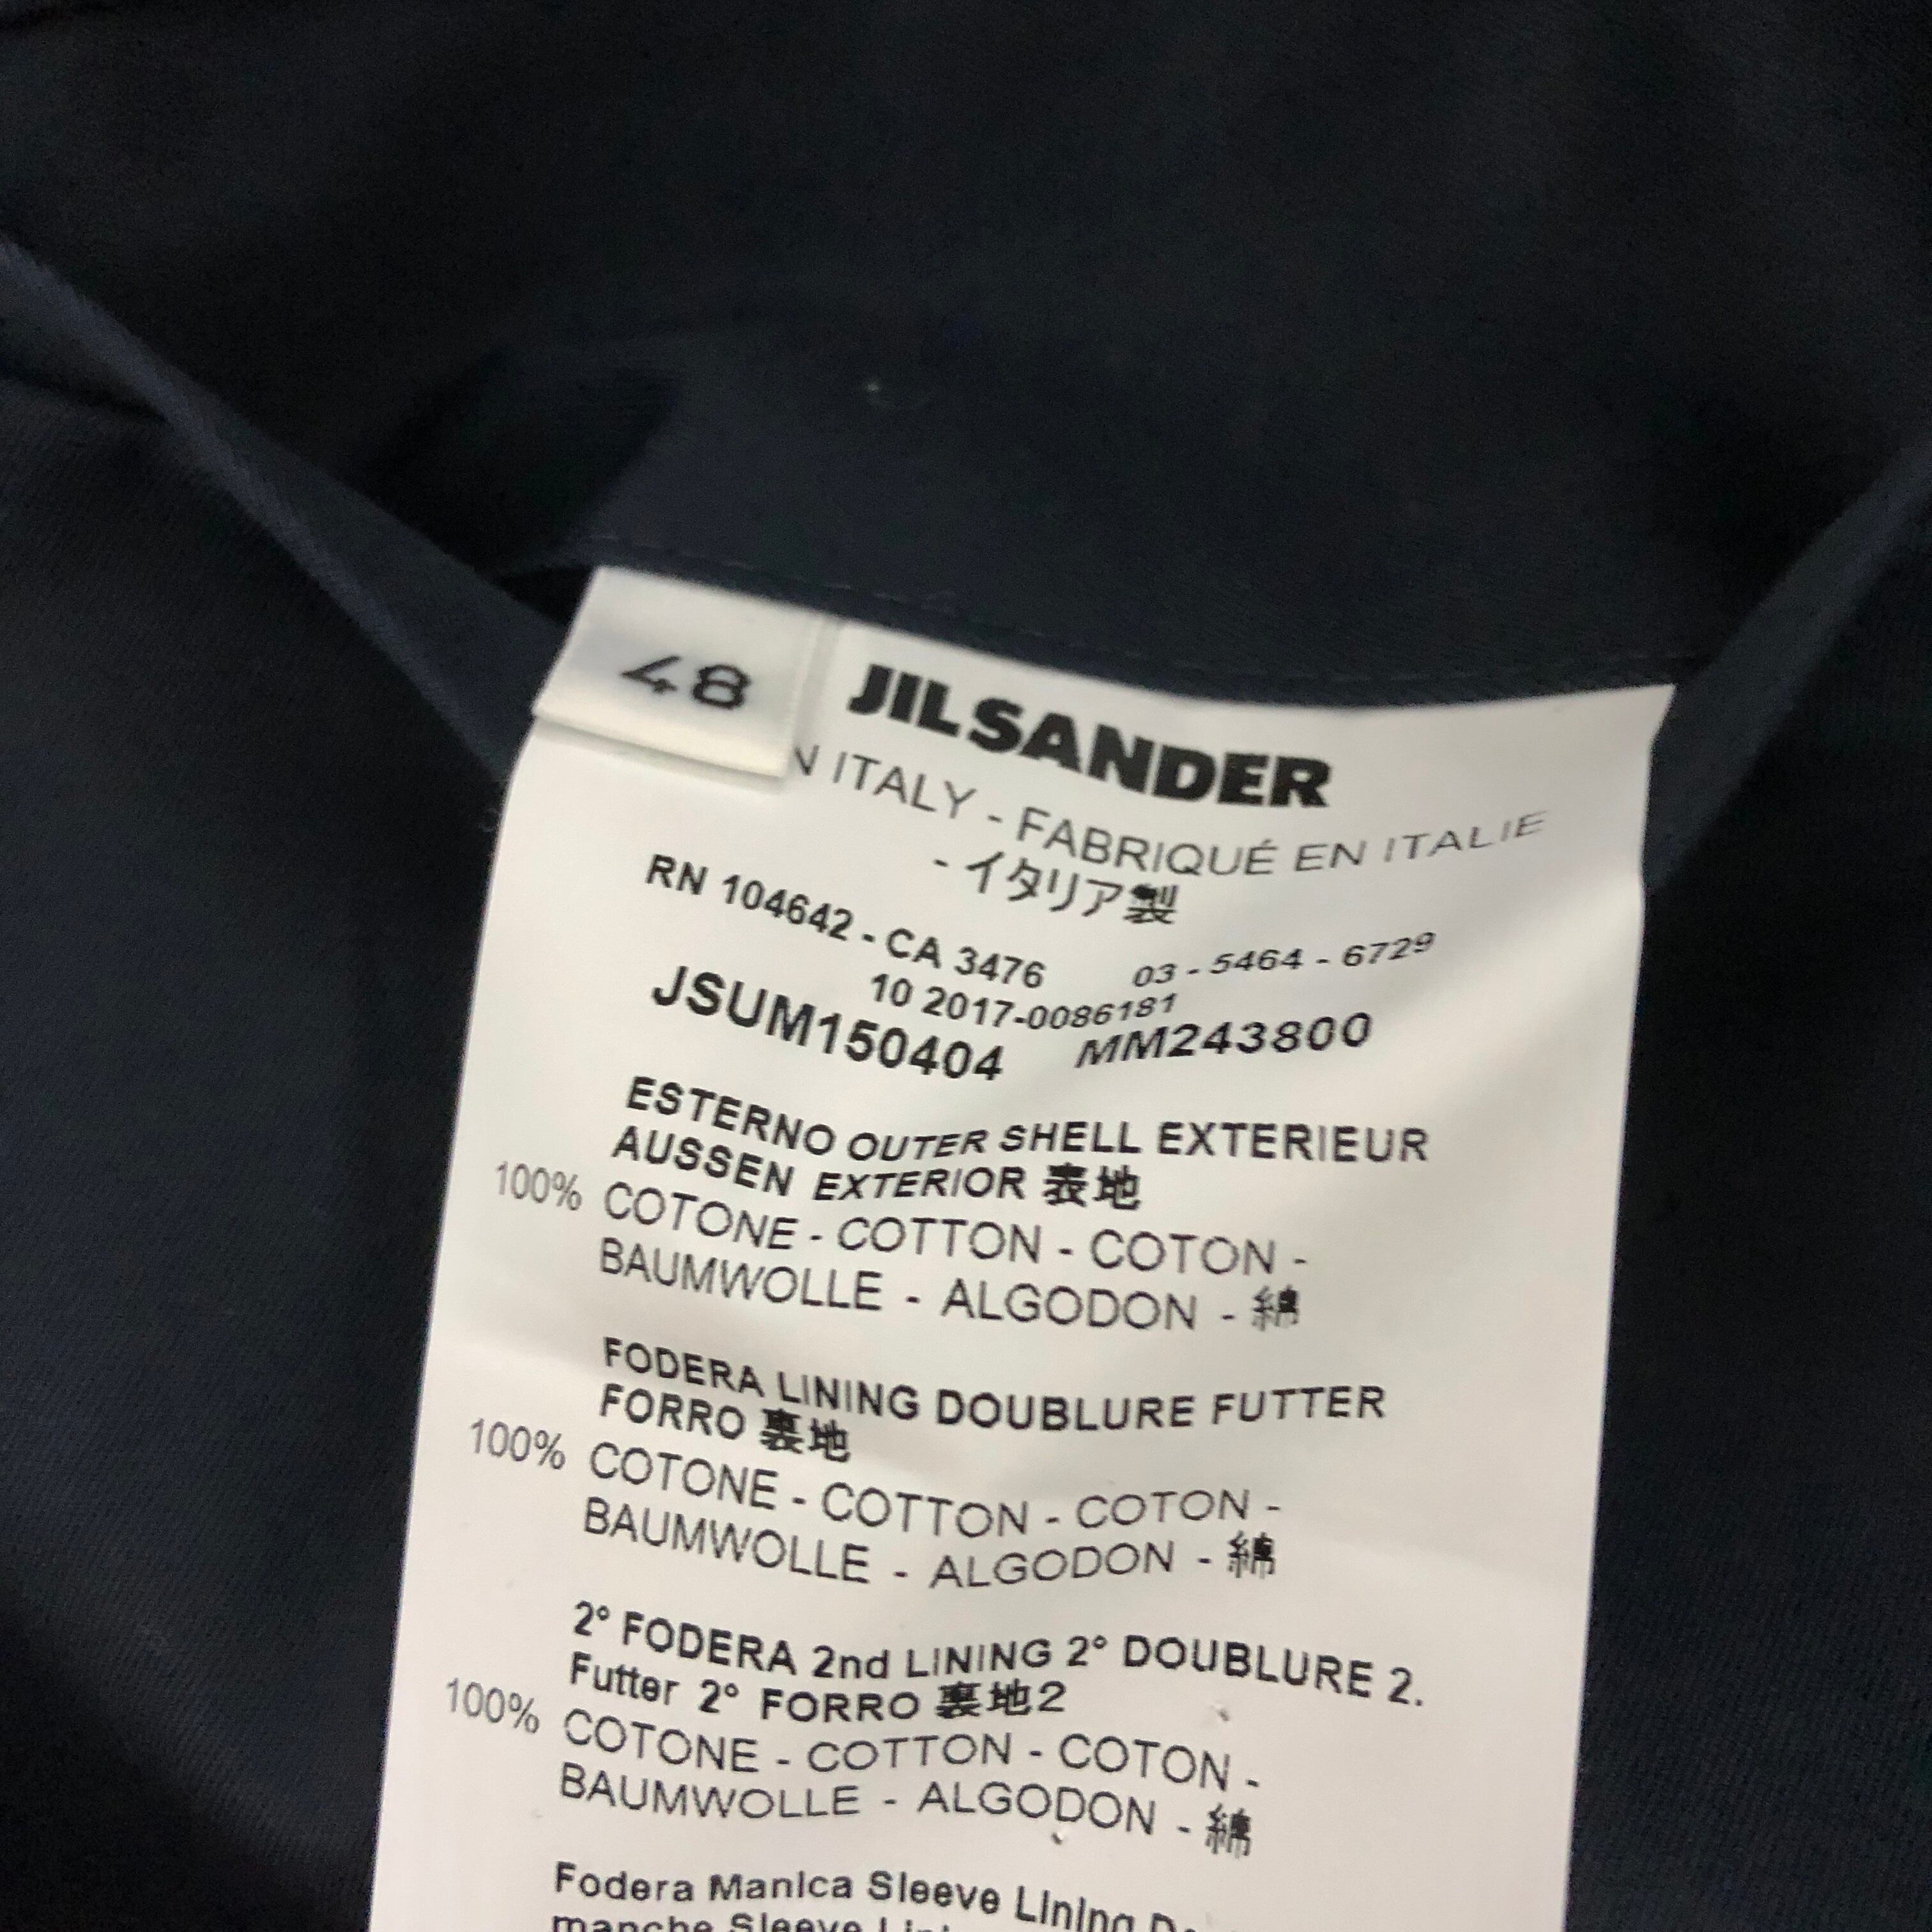 48
JILSANDER
N ITALY - FABRIQUÉ EN ITALIE
- イタリア製
RN 104642 - CA 3476 03 - 5464 - 6729
10 2017-0086181
JSUM150404 MM243800
ESTERNO OUTER SHELL EXTERIEUR
AUSSEN EXTERIOR 表地
100% COTONE - COTTON - COTON -
BAUMWOLLE - ALGODON - 綿
FODERA LINING DOUBLURE FUTTER
FORRO 裏地
100% COTONE - COTTON - COTON -
BAUMWOLLE - ALGODON - 綿
2° FODERA 2nd LINING 2° DOUBLURE 2.
Futter 2° FORRO 裏地2
100% COTONE - COTTON - COTON -
BAUMWOLLE - ALGODON - 綿
Fodera Manica Sleeve Lining
manche Sleeve